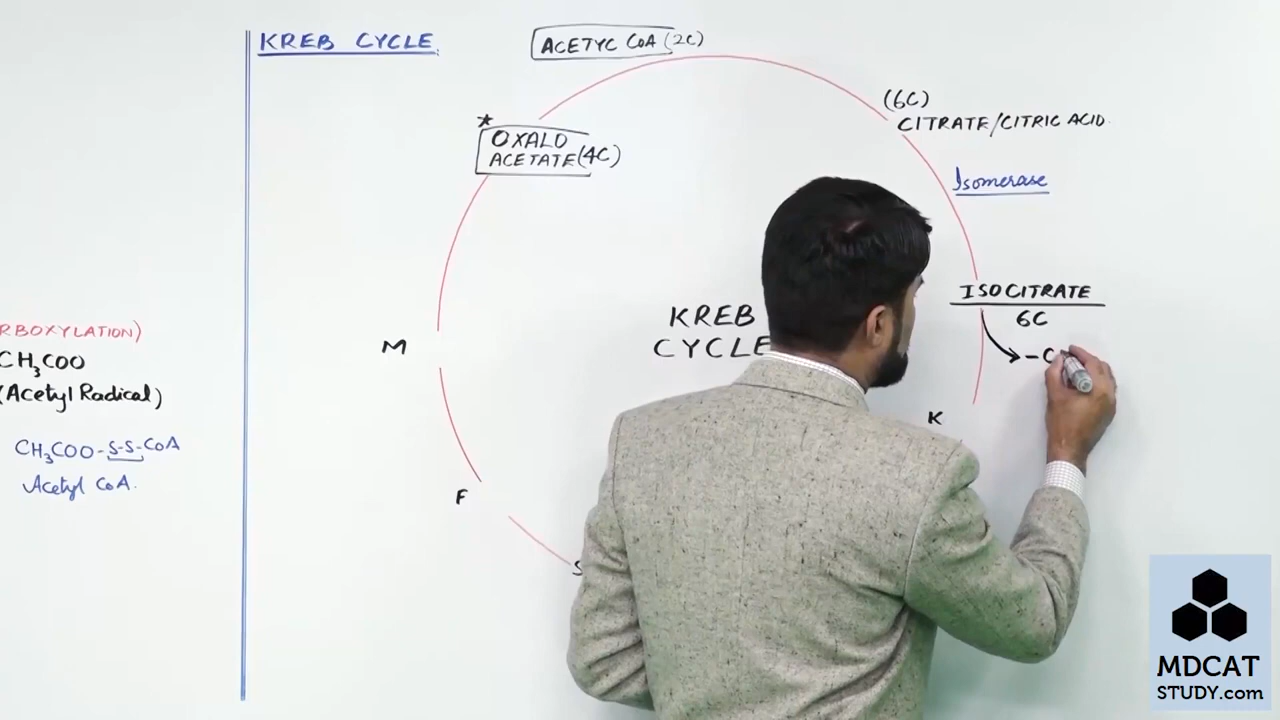 KREB CYCLE
ACETYC CoA (2C)
(6C)
CITRATE/CITRIC ACID
*
OXALO
ACETATE (4C)
Isomerase
ISOCITRATE
6C
-C
KREB
CYCLE
M
K
F
S
RBOXYLATION)
CH3COO
(Acetyl Radical)
CH3COO-S-S-CoA
Acetyl CoA.
MDCAT
STUDY.com